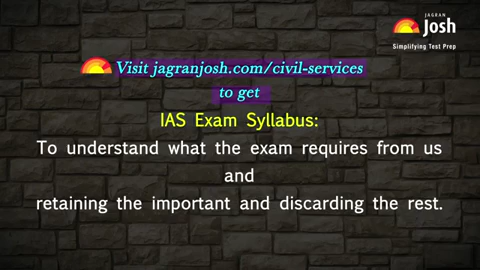 JAGRAN
Josh
Simplifying Test Prep
Visit jagranjosh.com/civil-services
to get
IAS Exam Syllabus:
To understand what the exam requires from us
and
retaining the important and discarding the rest.